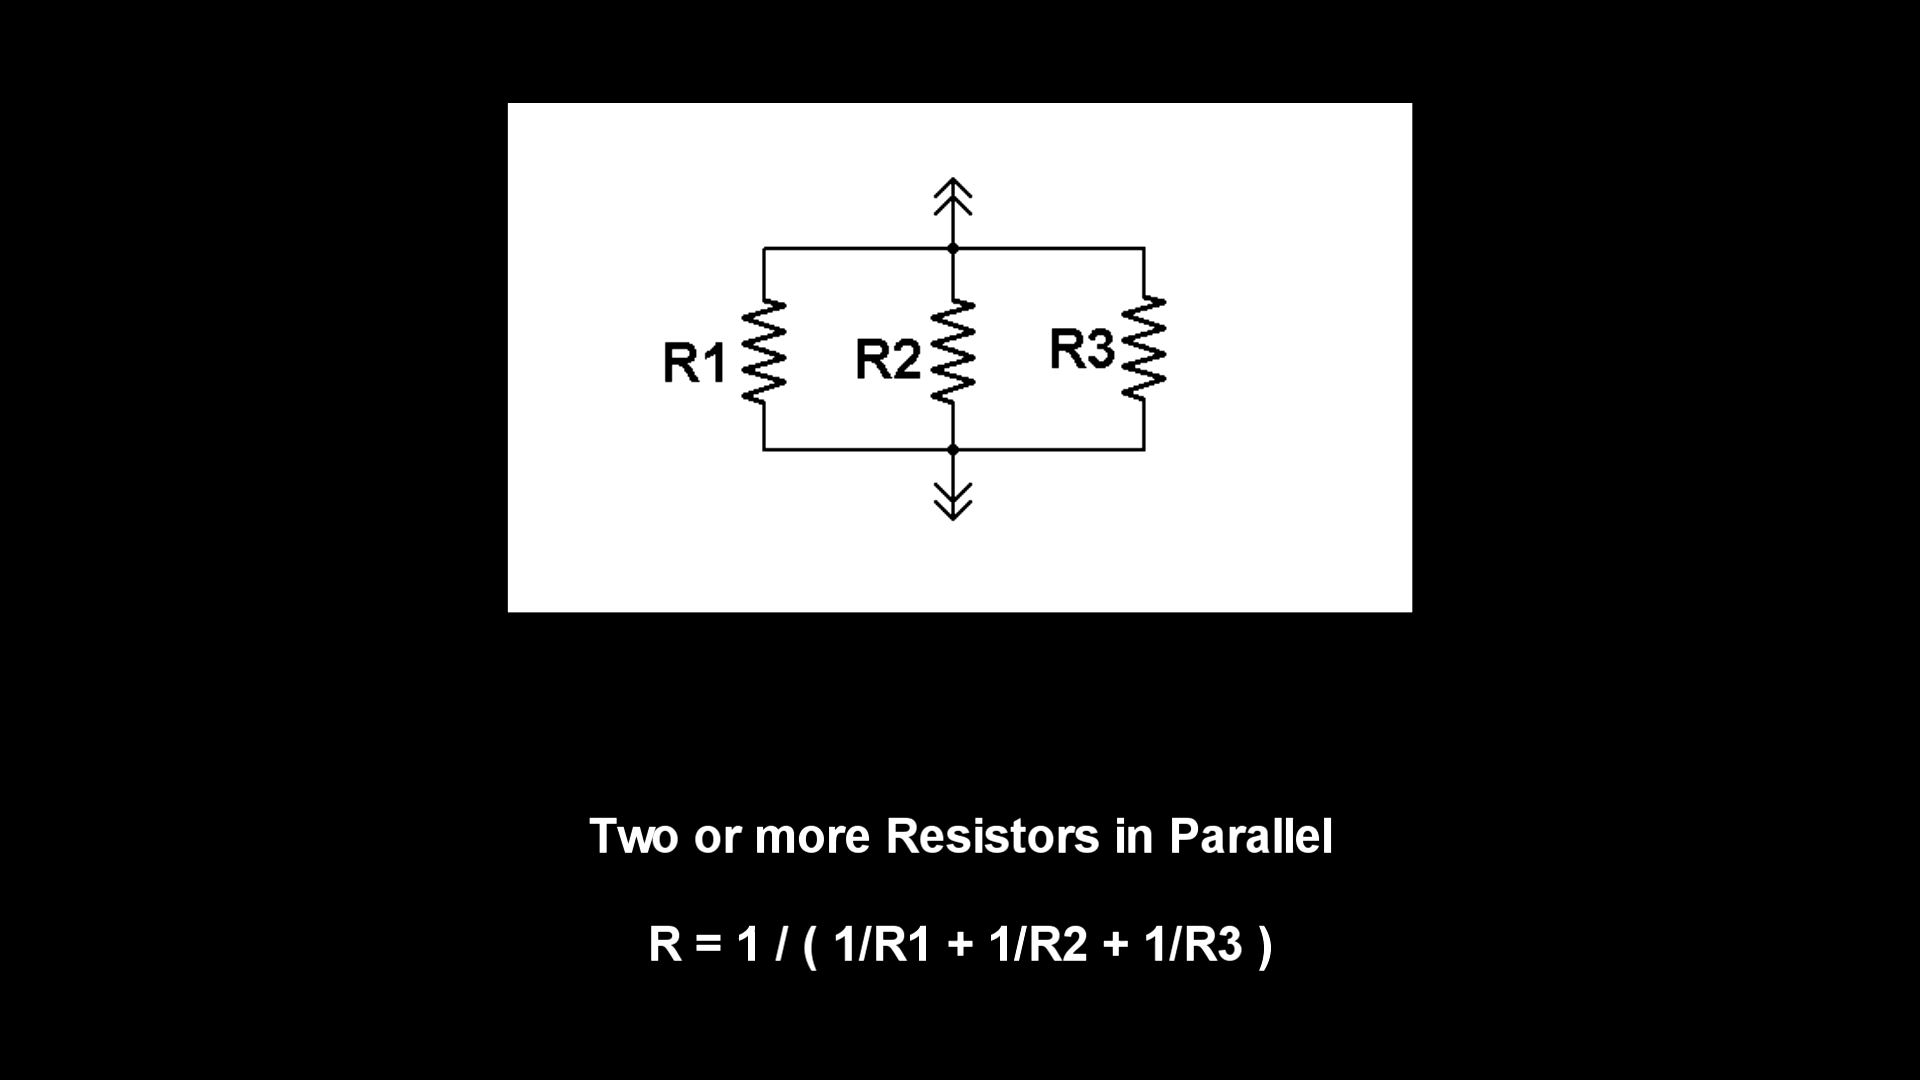 R1 R2 R3
Two or more Resistors in Parallel
R = 1 / ( 1/R1 + 1/R2 + 1/R3 )